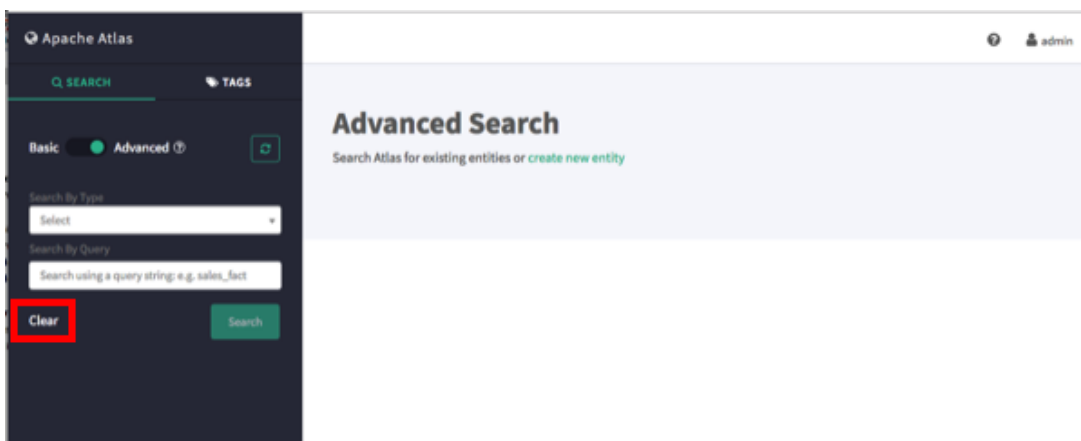 Apache Atlas
admin
SEARCH
TAGS
Basic Advanced
Search By Type
Select
Search By Query
Search using a query string: e.g. sales_fact
Clear
Search
Advanced Search
Search Atlas for existing entities or create new entity